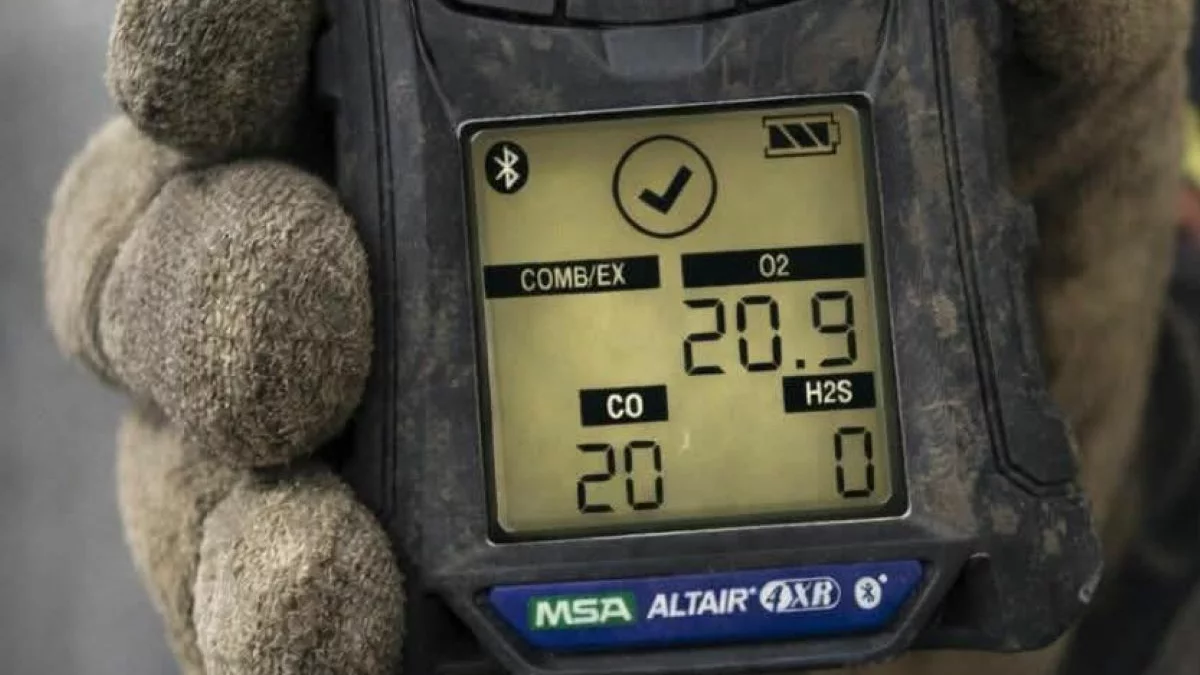 COMB/EX O2
20.9
CO H2S
20 0
MSA ALTAIR® 4XR